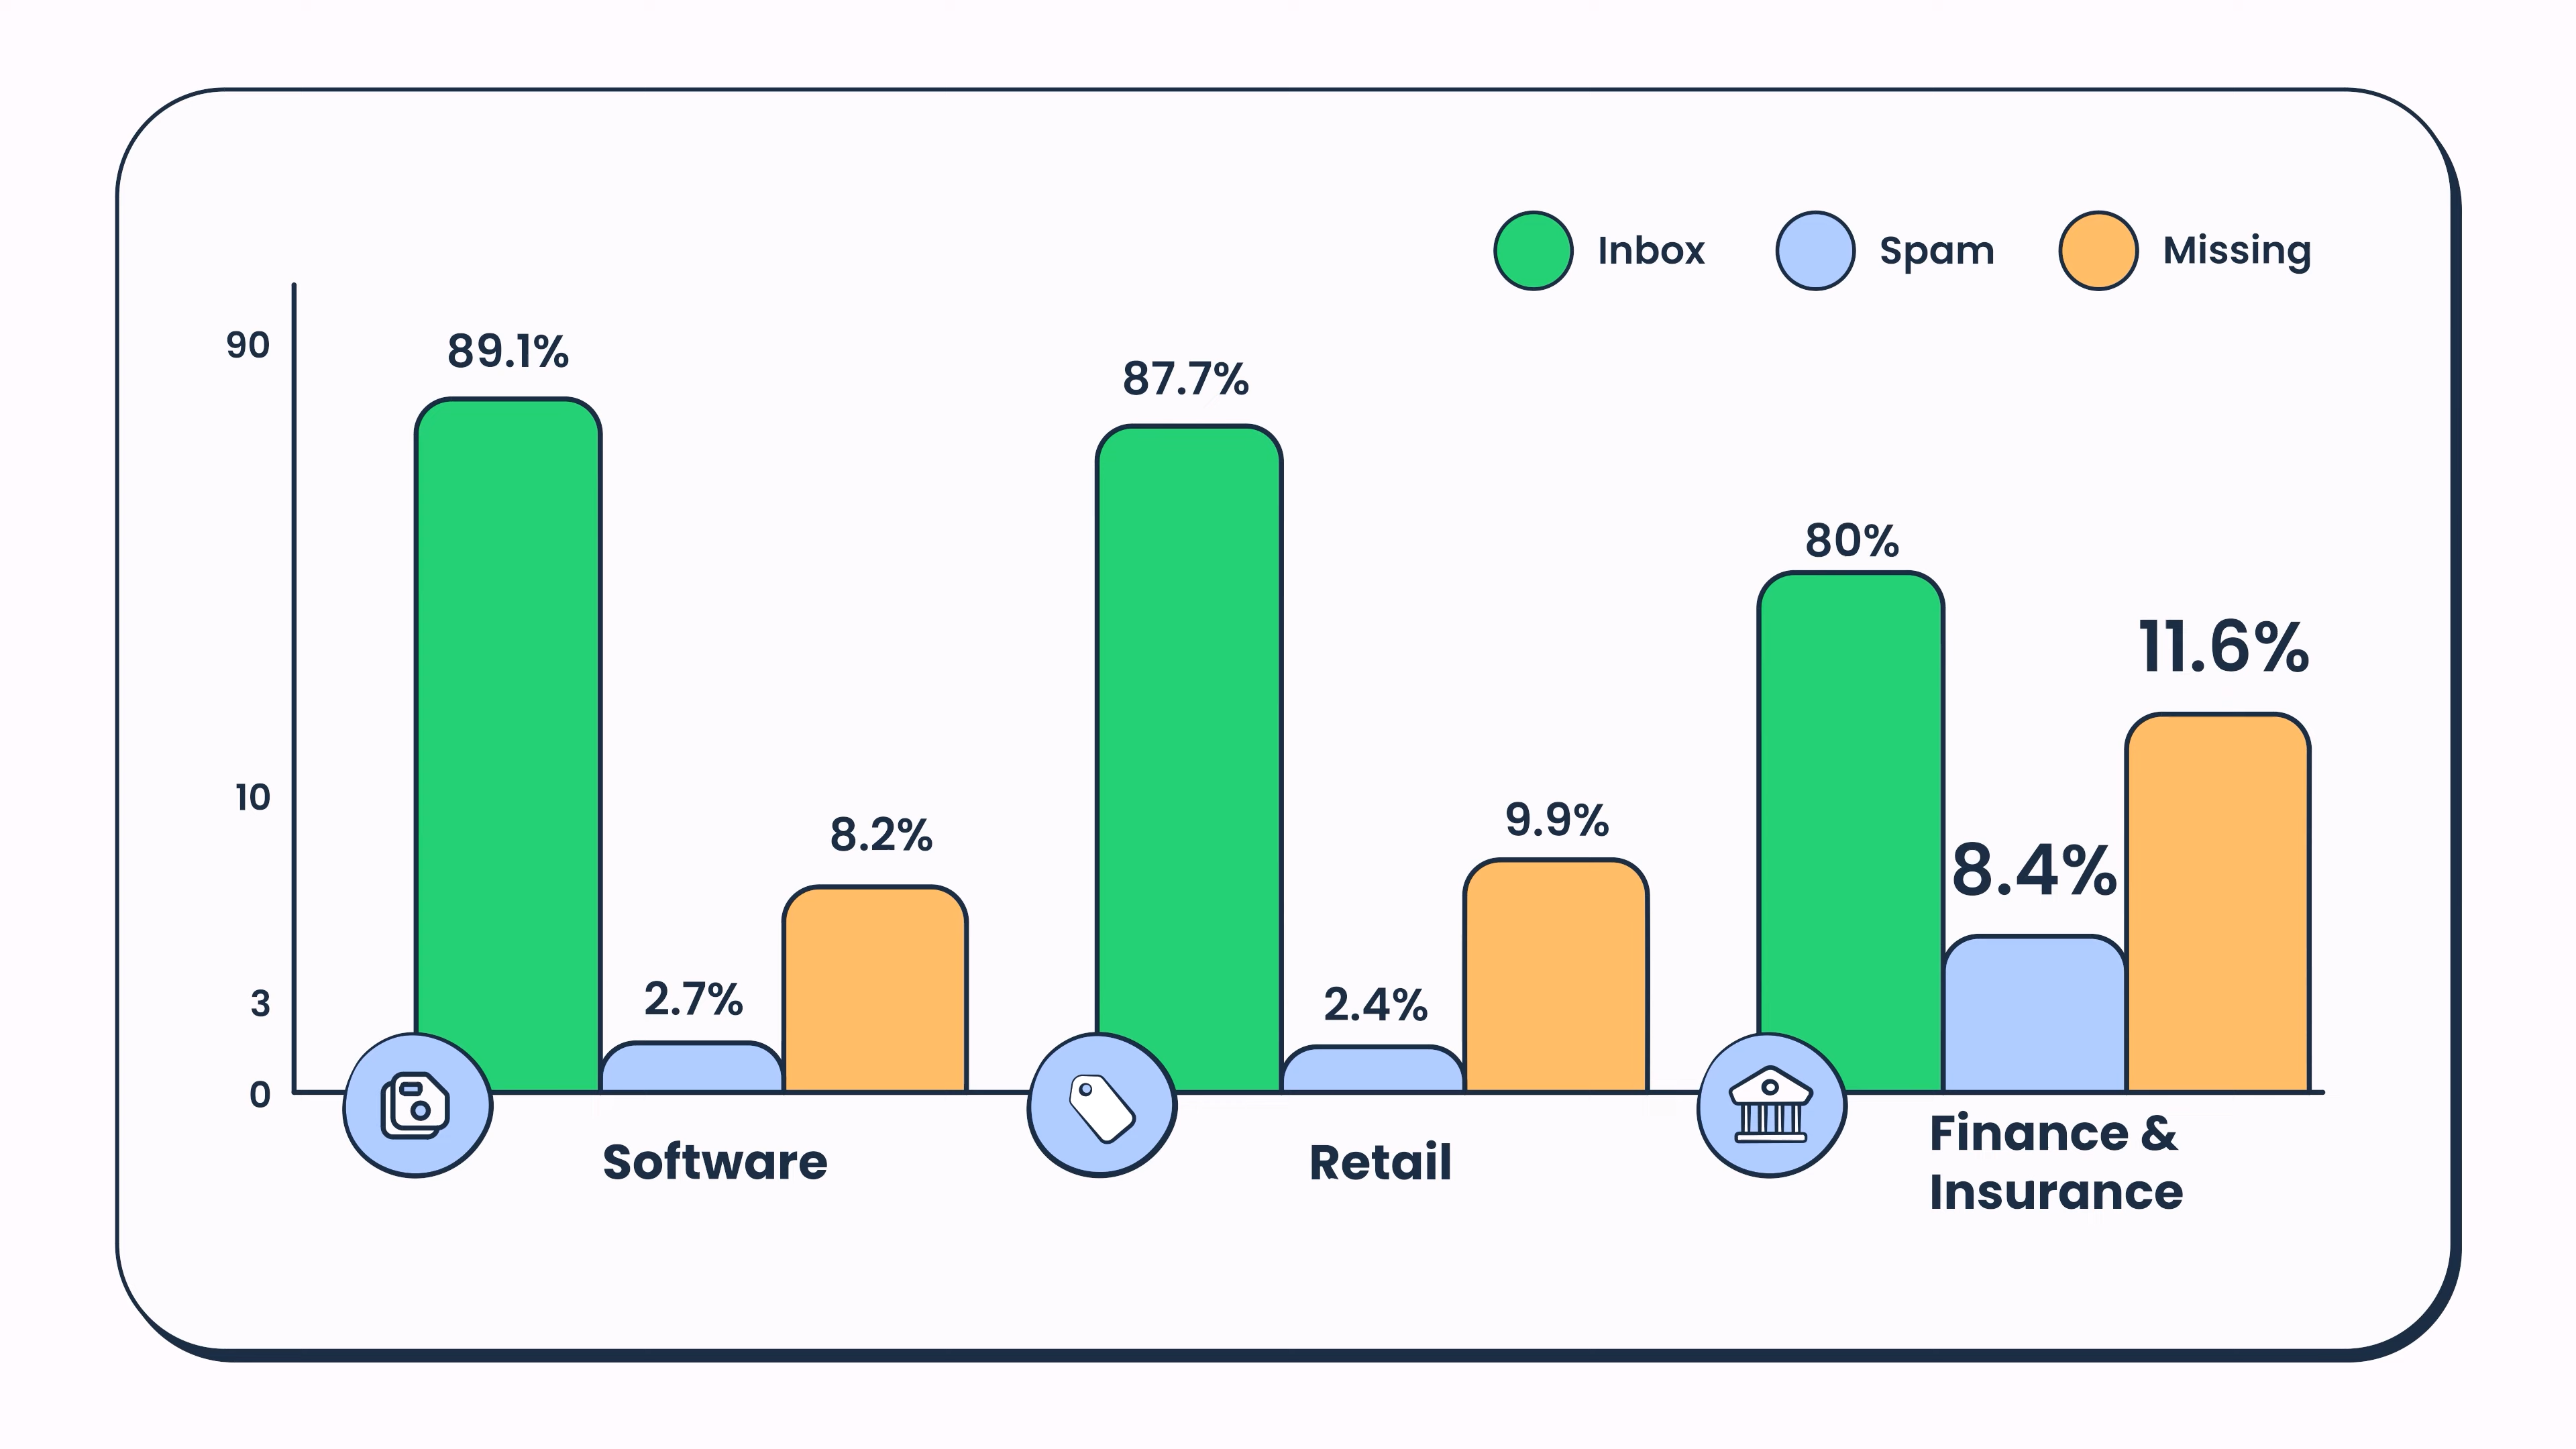 Inbox
Spam
Missing
90
10
3
0
89.1%
2.7%
8.2%
87.7%
2.4%
9.9%
80%
8.4%
11.6%
Software
Retail
Finance &
Insurance